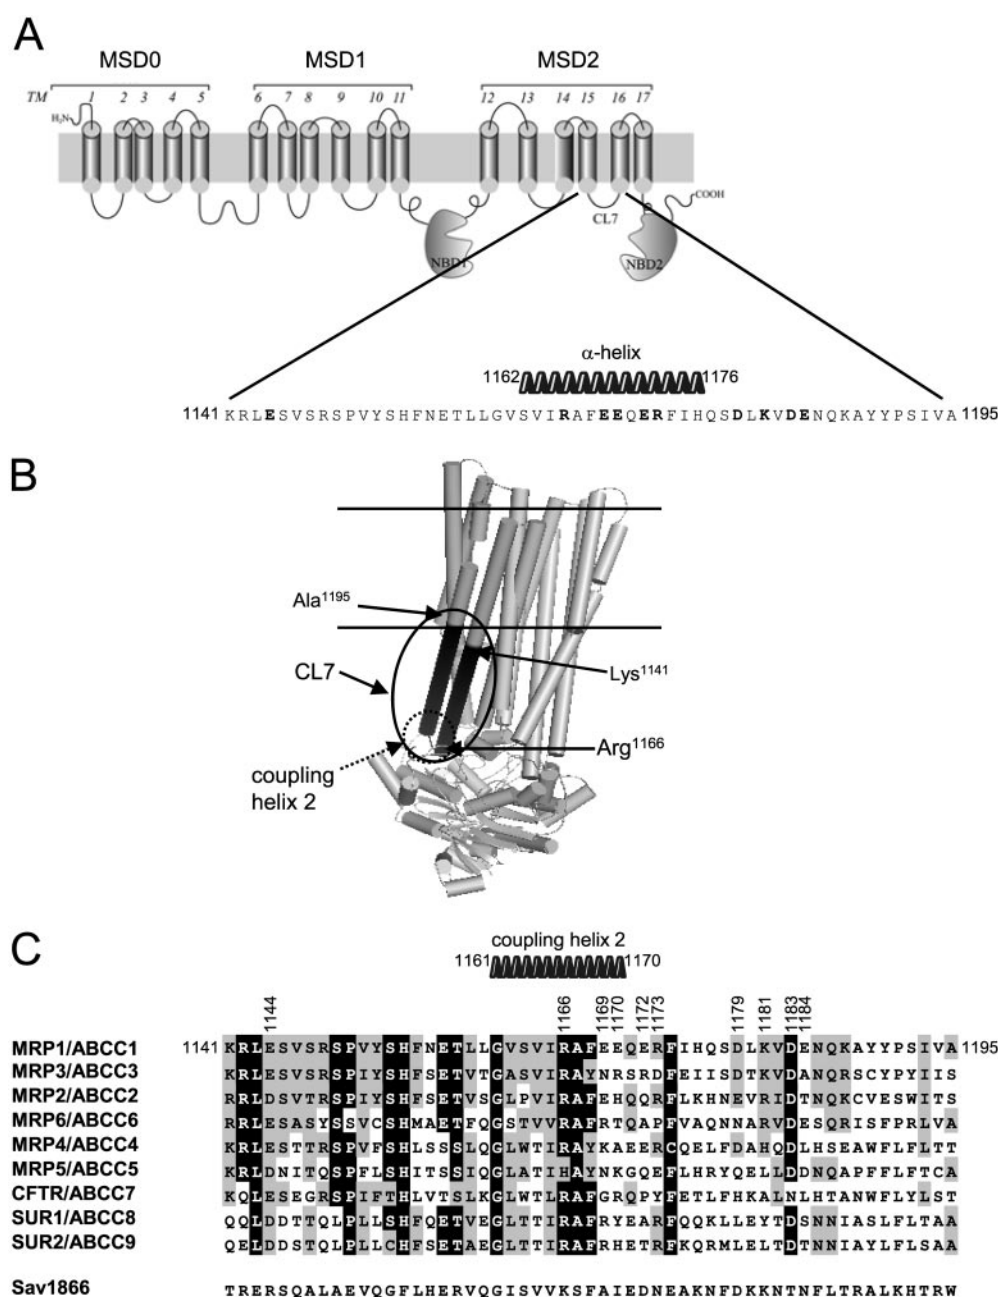 A
MSD0 MSD1 MSD2
TM 1 2 3 4 5 6 7 8 9 10 11 12 13 14 15 16 17
H₂N
COOH
CL7
NBD1 NBD2
α-helix
1162 1176
1141 KRLESVSRSPVYSHFNETLLGVSVIRAFEEQERFIHQSDLKVDENQKAYYPSIVA 1195
B
Ala1195
CL7
Lys1141
Arg1166
coupling
helix 2
C
coupling helix 2
1161 1170
1144 1166 1169 1170 1172 1173 1179 1181 1183 1184
MRP1/ABCC1 1141 KRLESVSRSPVYSHFNETLLGVSVIRAFEEQERFIHQSDLKVDENQKAYYPSIVA 1195
MRP3/ABCC3 KRLESVSRSPIYSHFSETVTGASVIRAYNRSRDFEIISDTKVDANQRSCYPYIIS
MRP2/ABCC2 RRLDSVTRSPIYSHFSETVSGLPVIRAFEHQQRFLKHNEVRIDTNQKCVESWITS
MRP6/ABCC6 RRLESASYSSVCSHMAETFQGSTVVRAFRTQAPFVAQNNARVDESQRISFPRLVA
MRP4/ABCC4 KRLESTTRSPVFSHLSSSLQGLWTIRAYKAEERCQELFDAHQDLHSEAWFLFLTT
MRP5/ABCC5 KRLDNITQSPFLSHITSSIQGLATIHAYNKGQEFLHRYQELLDDNQAPFFLFTCA
CFTR/ABCC7 KQLESEGRSPIFTHLVTSLKGLWTLRAFGRQPYFETLFHKALNLHTANWFLYLST
SUR1/ABCC8 QQLDDTTQLPLLSHFQETVEGLTTIRAFRYEARFQQKLLEYTDSNNIASLFLTAA
SUR2/ABCC9 QELDDSTQLPLLCHFSETAEGLTTIRAFRHETRFKQRMLELTDTNNIAYLFLSAA
Sav1866 TRERSQALAEVQGFLHERVQGISVVKSFAIEDNEAKNFDKKNTNFLTRALKHTRW